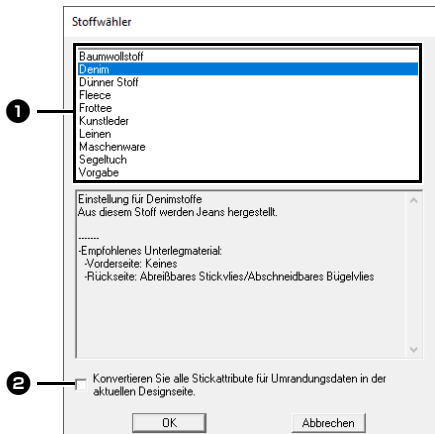 Stoffwähler
Baumwollstoff
Denim
Dünner Stoff
Fleece
Frottee
Kunstleder
Leinen
Maschenware
Segeltuch
Vorgabe
1
Einstellung für Denimstoffe
Aus diesem Stoff werden Jeans hergestellt.
-------
-Empfohlenes Unterlegmaterial:
-Vorderseite: Keines
-Rückseite: Abreißbares Stickvlies/Abschneidbares Bügelvlies
2
Konvertieren Sie alle Stickattribute für Umrandungsdaten in der
aktuellen Designseite.
OK
Abbrechen